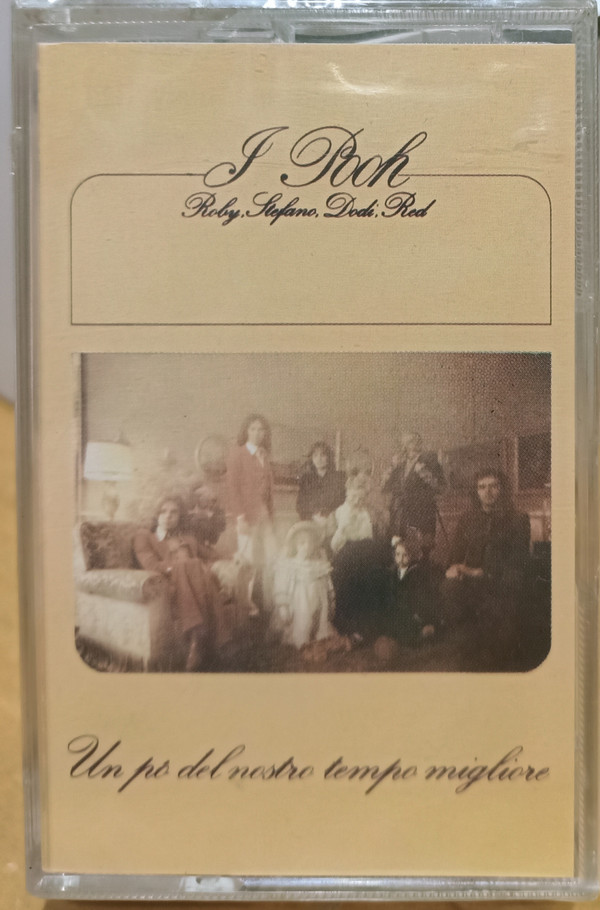 I Pooh
Roby, Stefano, Dodi, Red
Un pò del nostro tempo migliore